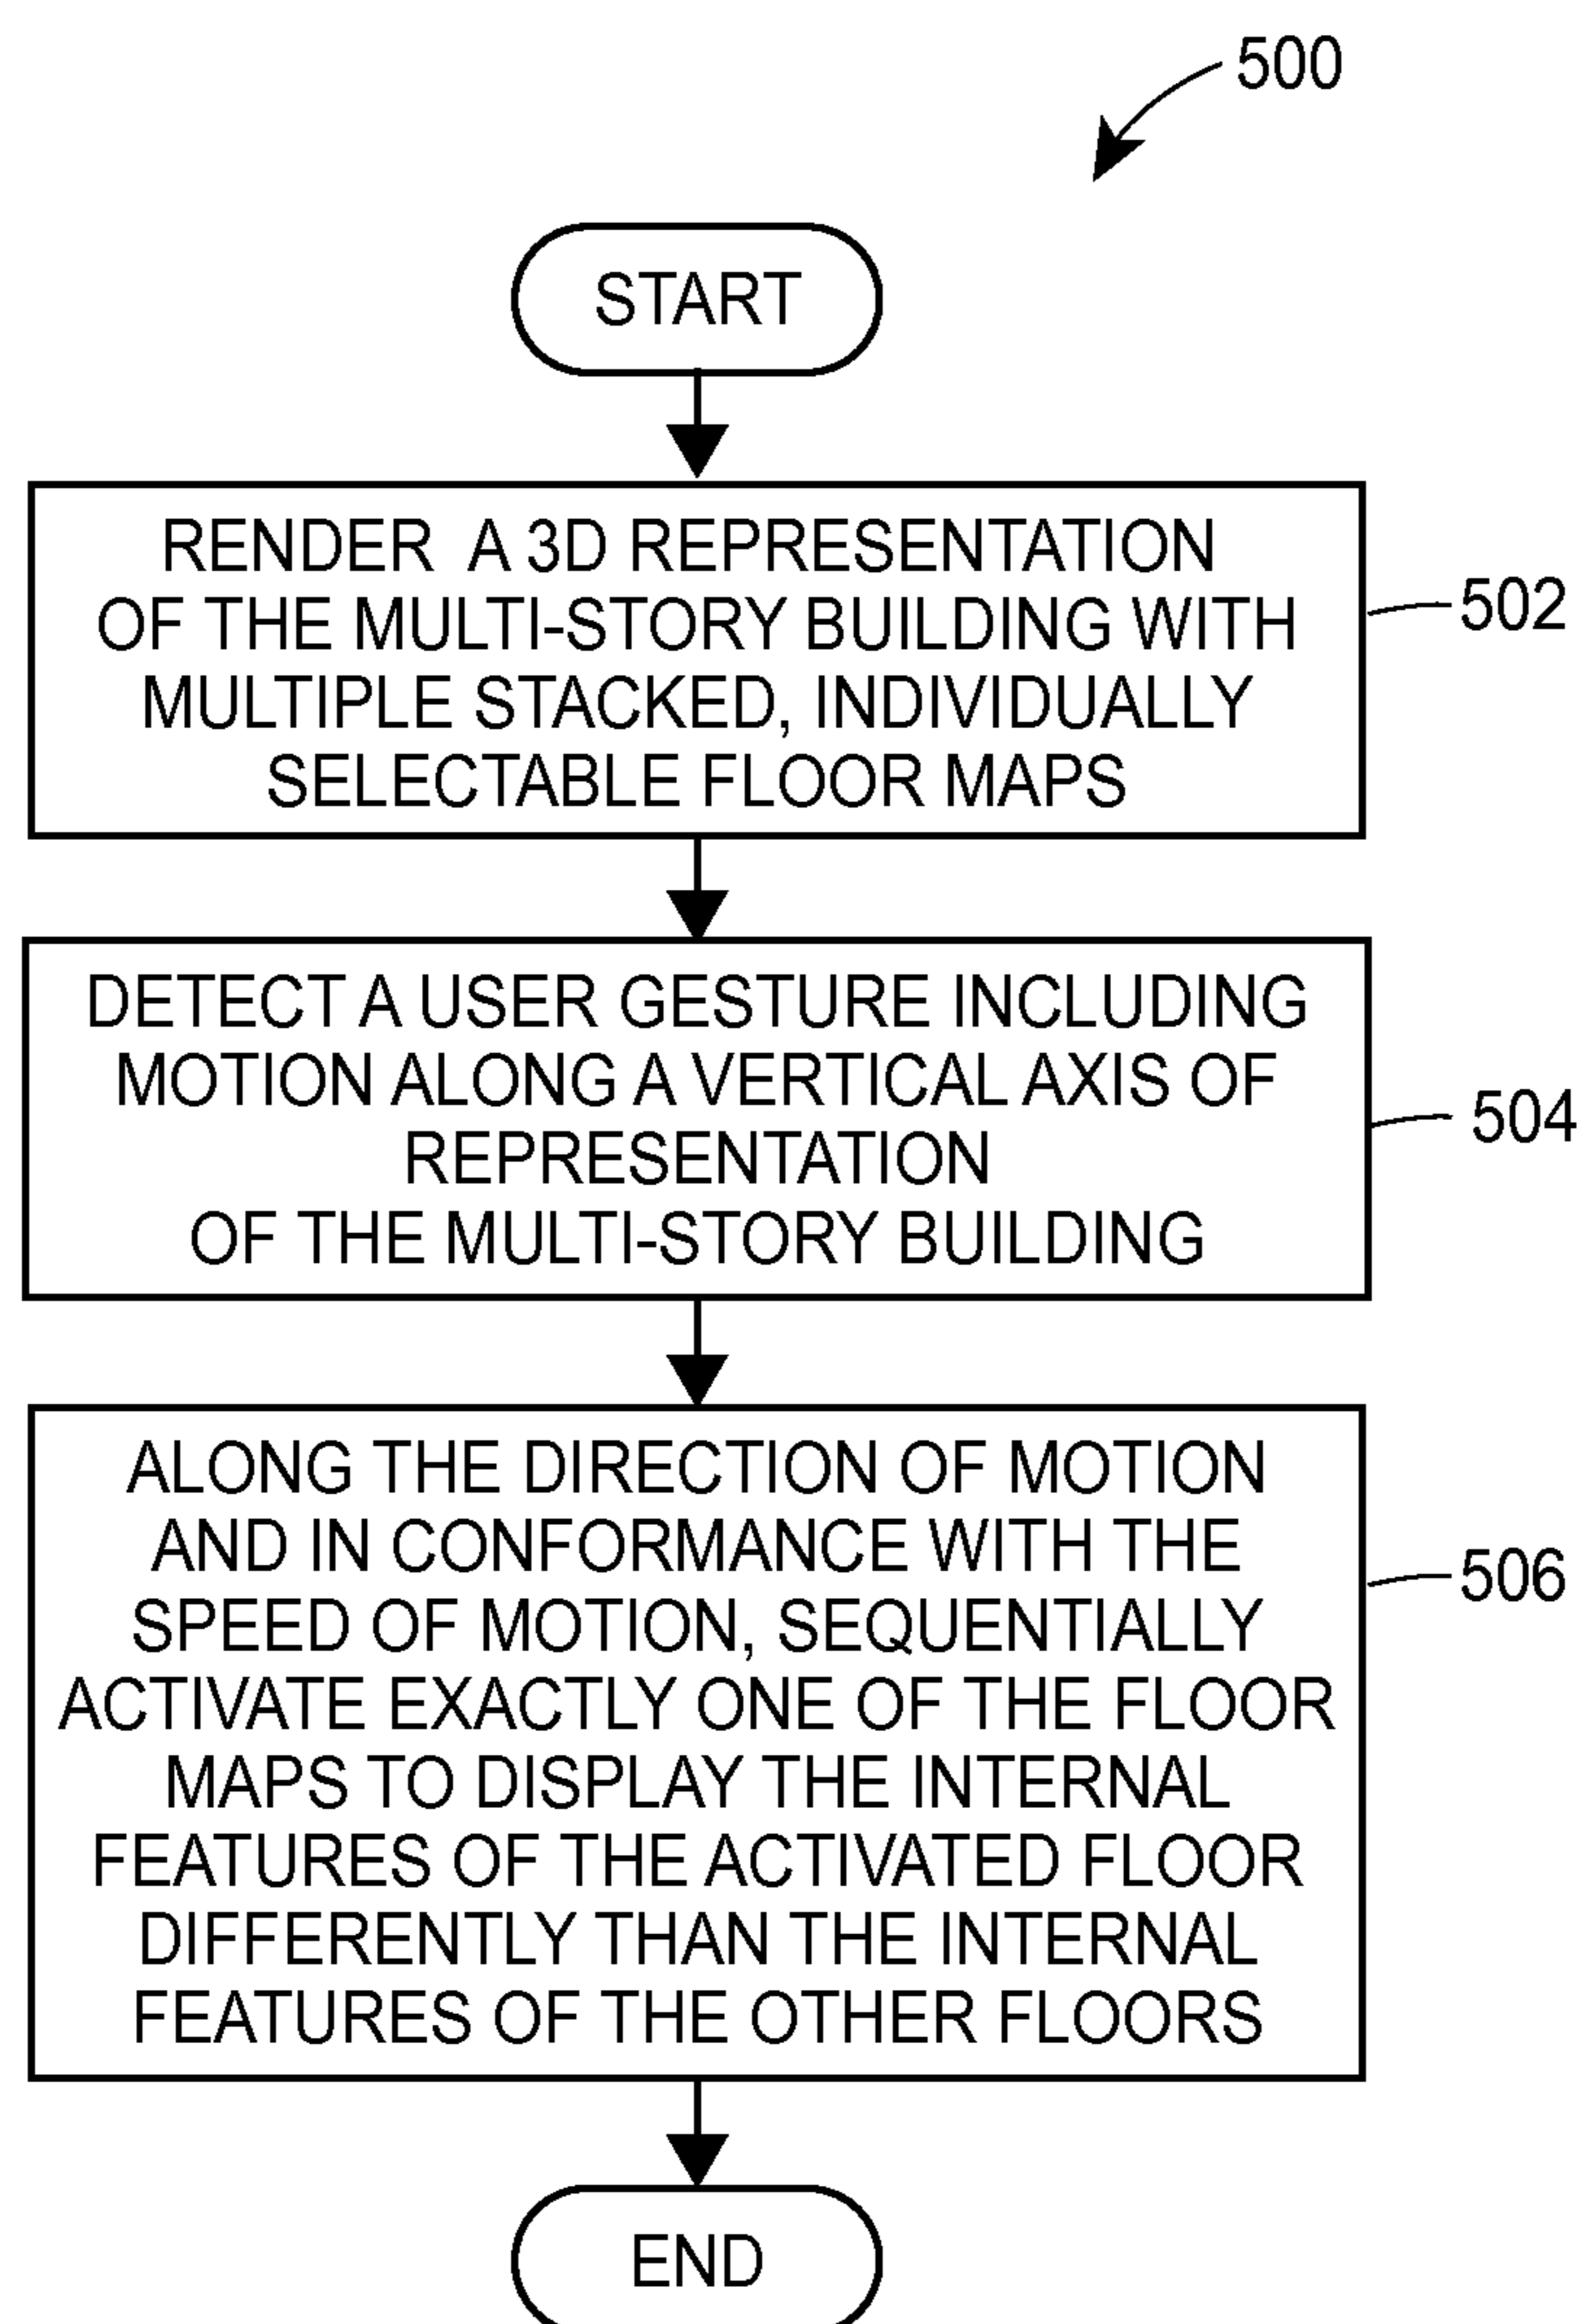 500
START
RENDER A 3D REPRESENTATION
OF THE MULTI-STORY BUILDING WITH
MULTIPLE STACKED, INDIVIDUALLY
SELECTABLE FLOOR MAPS
502
DETECT A USER GESTURE INCLUDING
MOTION ALONG A VERTICAL AXIS OF
REPRESENTATION
OF THE MULTI-STORY BUILDING
504
ALONG THE DIRECTION OF MOTION
AND IN CONFORMANCE WITH THE
SPEED OF MOTION, SEQUENTIALLY
ACTIVATE EXACTLY ONE OF THE FLOOR
MAPS TO DISPLAY THE INTERNAL
FEATURES OF THE ACTIVATED FLOOR
DIFFERENTLY THAN THE INTERNAL
FEATURES OF THE OTHER FLOORS
506
END